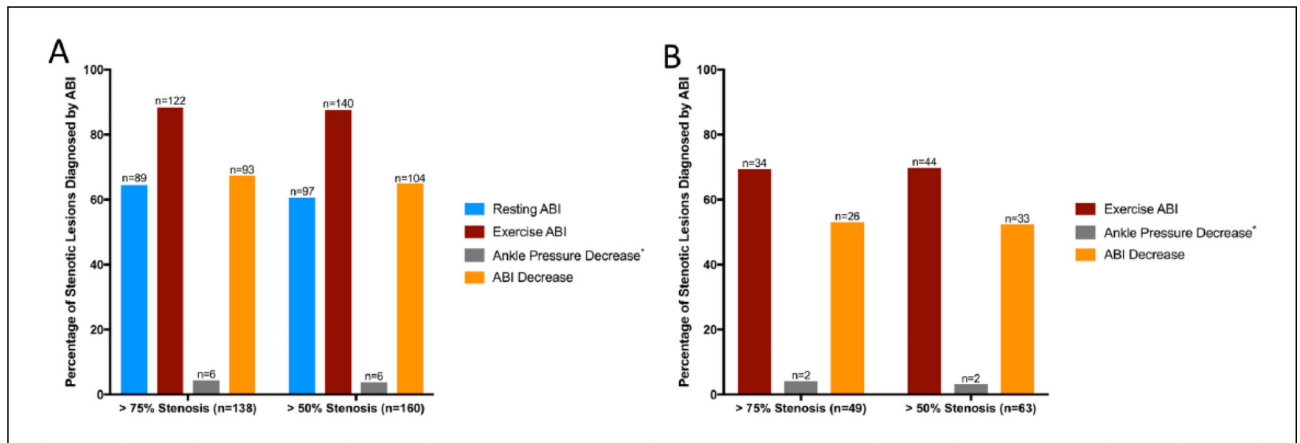 A
Percentage of Stenotic Lesions Diagnosed by ABI
100
80
60
40
20
0
n=89
n=122
n=6
n=93
n=97
n=140
n=6
n=104
> 75% Stenosis (n=138)
> 50% Stenosis (n=160)
Resting ABI
Exercise ABI
Ankle Pressure Decrease*
ABI Decrease
B
Percentage of Stenotic Lesions Diagnosed by ABI
100
80
60
40
20
0
n=34
n=2
n=26
n=44
n=2
n=33
> 75% Stenosis (n=49)
> 50% Stenosis (n=63)
Exercise ABI
Ankle Pressure Decrease*
ABI Decrease